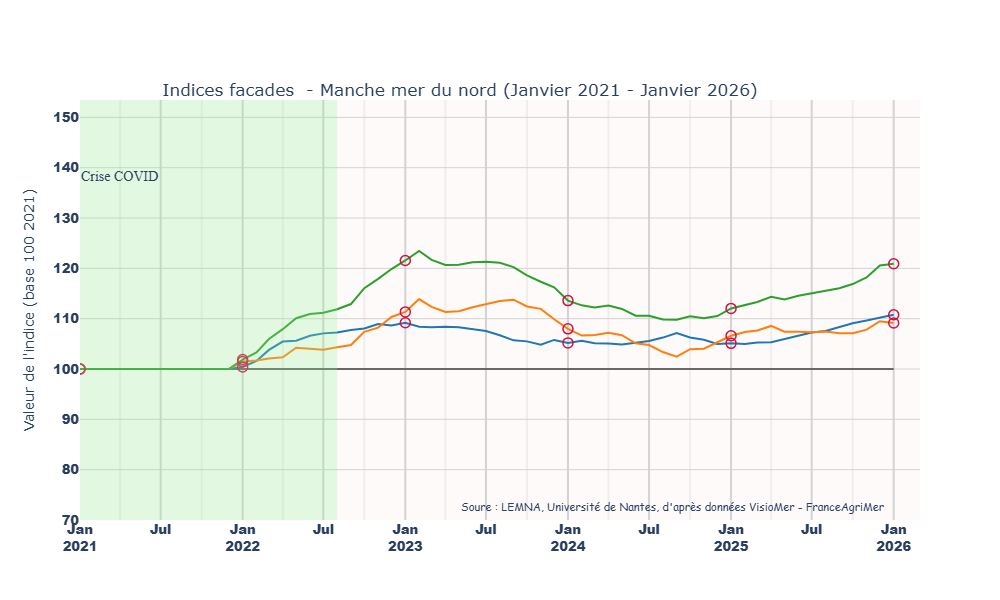 Indices facades  - Manche mer du nord (Janvier 2021 - Janvier 2026)
Valeur de l'indice (base 100 2021)
150
140
130
120
110
100
90
80
70
Crise COVID
Soure : LEMNA, Université de Nantes, d'après données VisioMer - FranceAgriMer
Jan Jul Jan Jul Jan Jul Jan Jul Jan Jul Jan
2021 2022 2023 2024 2025 2026